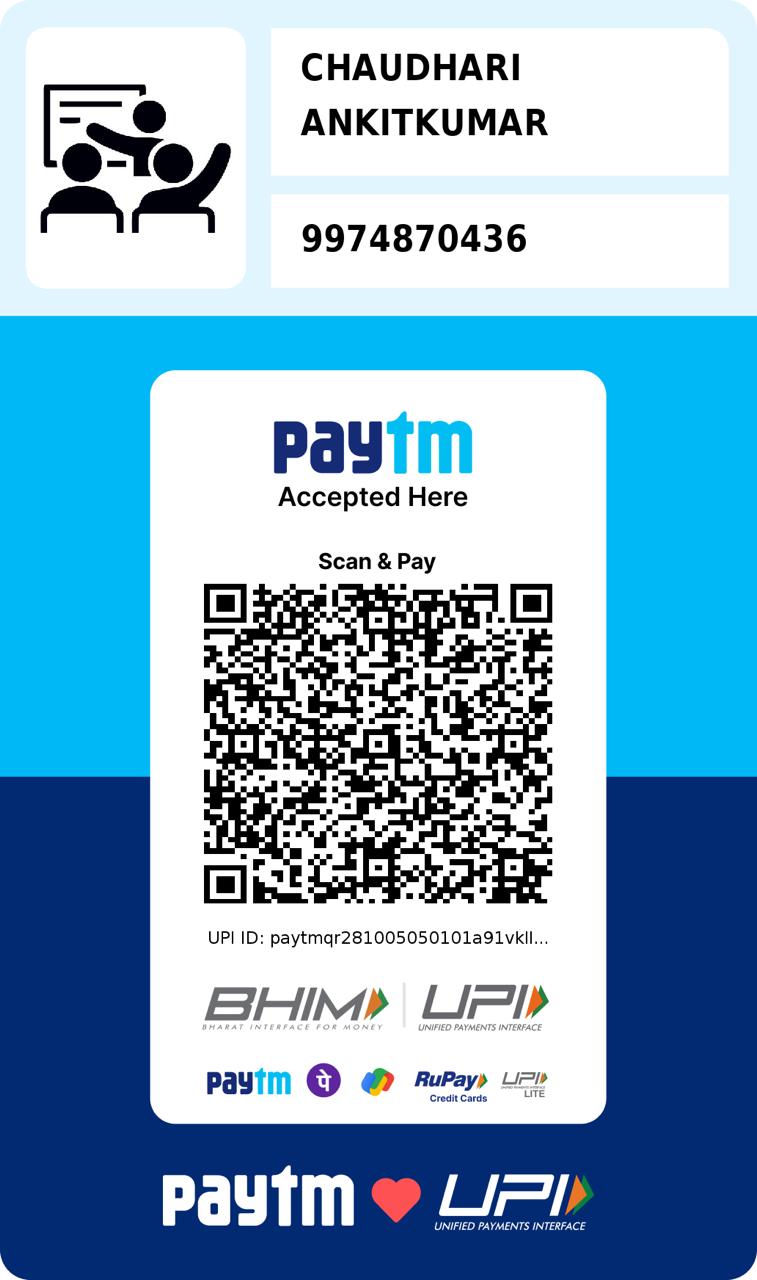 CHAUDHARI
ANKITKUMAR
9974870436
paytm
Accepted Here
Scan & Pay
UPI ID: paytmqr281005050101a91vkll...
BHIM UPI
BHARAT INTERFACE FOR MONEY UNIFIED PAYMENTS INTERFACE
paytm पे RuPay UPI
UNIFIED PAYMENTS INTERFACE
Credit Cards LITE
paytm UPI
UNIFIED PAYMENTS INTERFACE